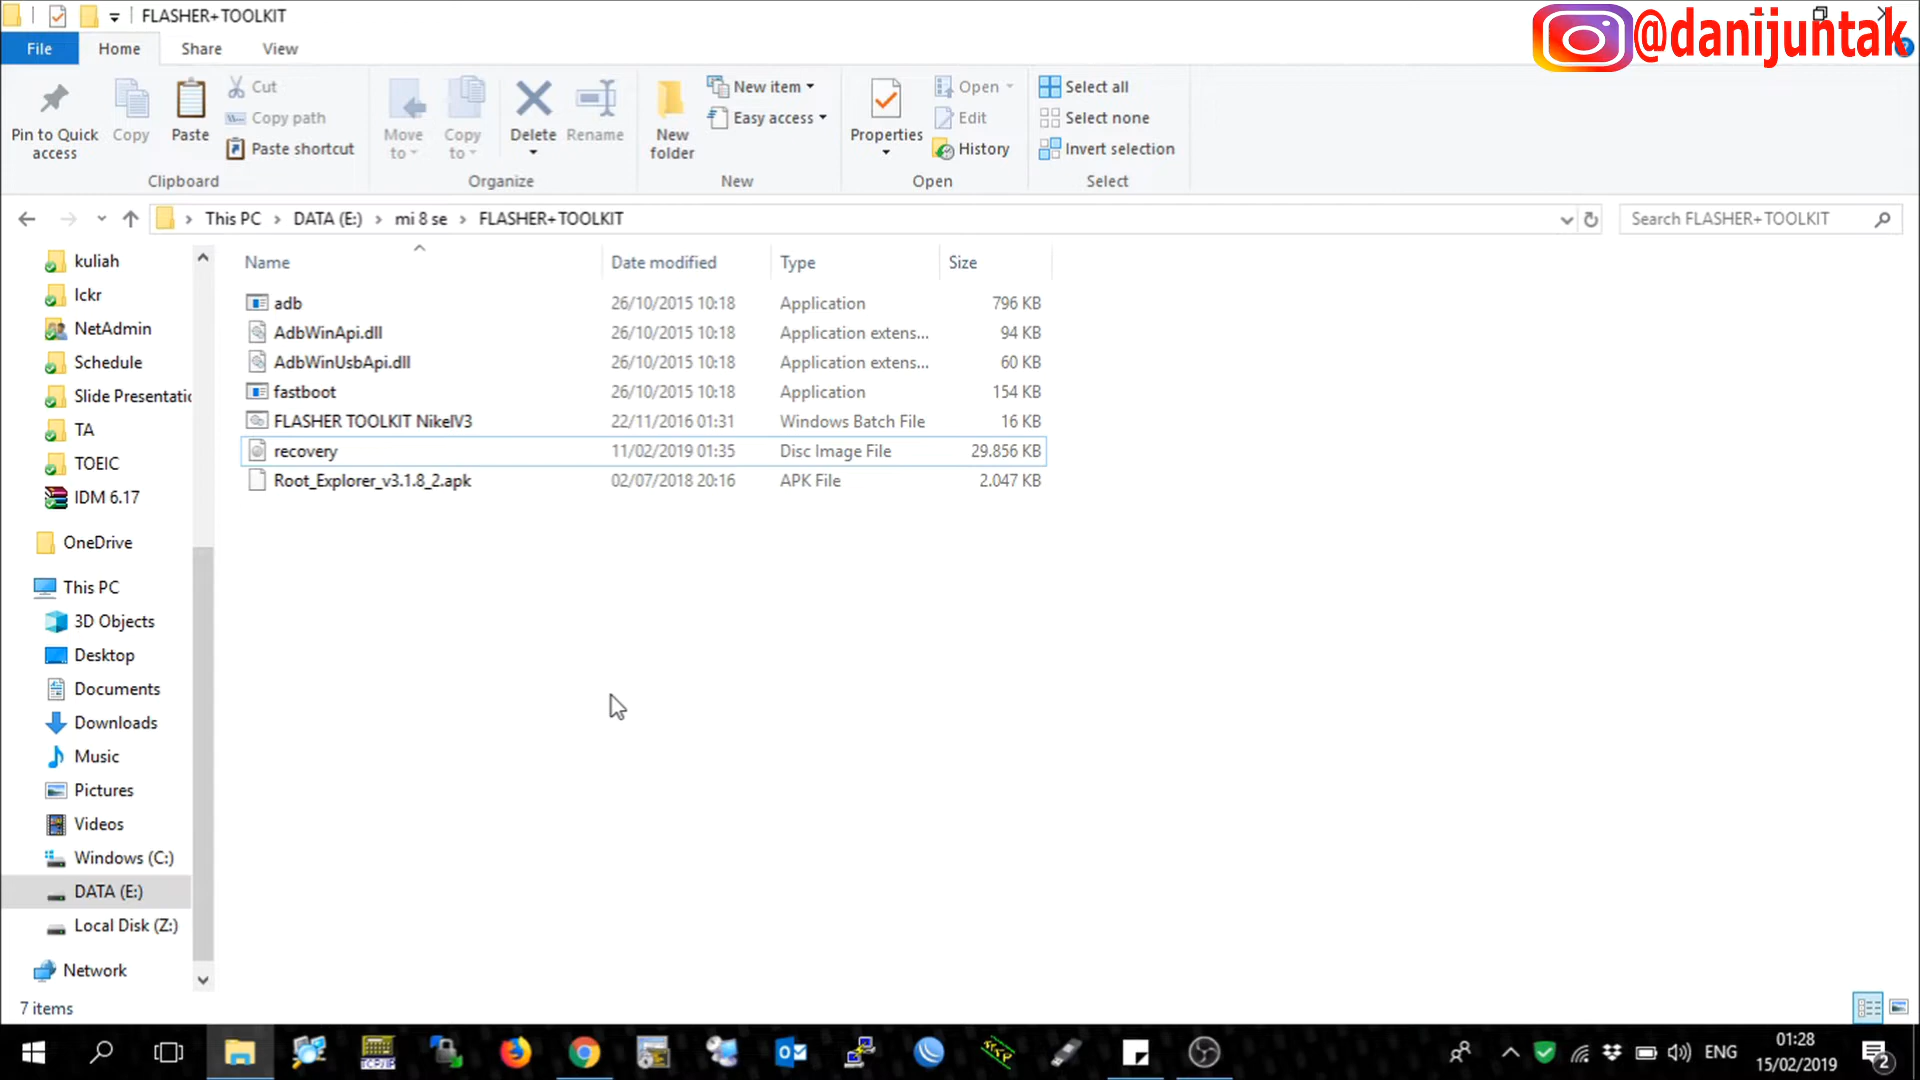 FLASHER+TOOLKIT
@danijuntak
File Home Share View
Pin to Quick access
Copy
Paste
Cut
Copy path
Paste shortcut
Clipboard
Move to
Copy to
Delete
Rename
Organize
New folder
New item
Easy access
New
Properties
Open
Edit
History
Open
Select all
Select none
Invert selection
Select
This PC > DATA (E:) > mi 8 se > FLASHER+TOOLKIT
Search FLASHER+TOOLKIT
kuliah
lckr
NetAdmin
Schedule
Slide Presentatic
TA
TOEIC
IDM 6.17
OneDrive
This PC
3D Objects
Desktop
Documents
Downloads
Music
Pictures
Videos
Windows (C:)
DATA (E:)
Local Disk (Z:)
Network
Name Date modified Type Size
adb 26/10/2015 10:18 Application 796 KB
AdbWinApi.dll 26/10/2015 10:18 Application extens... 94 KB
AdbWinUsbApi.dll 26/10/2015 10:18 Application extens... 60 KB
fastboot 26/10/2015 10:18 Application 154 KB
FLASHER TOOLKIT NikelV3 22/11/2016 01:31 Windows Batch File 16 KB
recovery 11/02/2019 01:35 Disc Image File 29.856 KB
Root_Explorer_v3.1.8_2.apk 02/07/2018 20:16 APK File 2.047 KB
7 items
ENG
01:28
15/02/2019
2